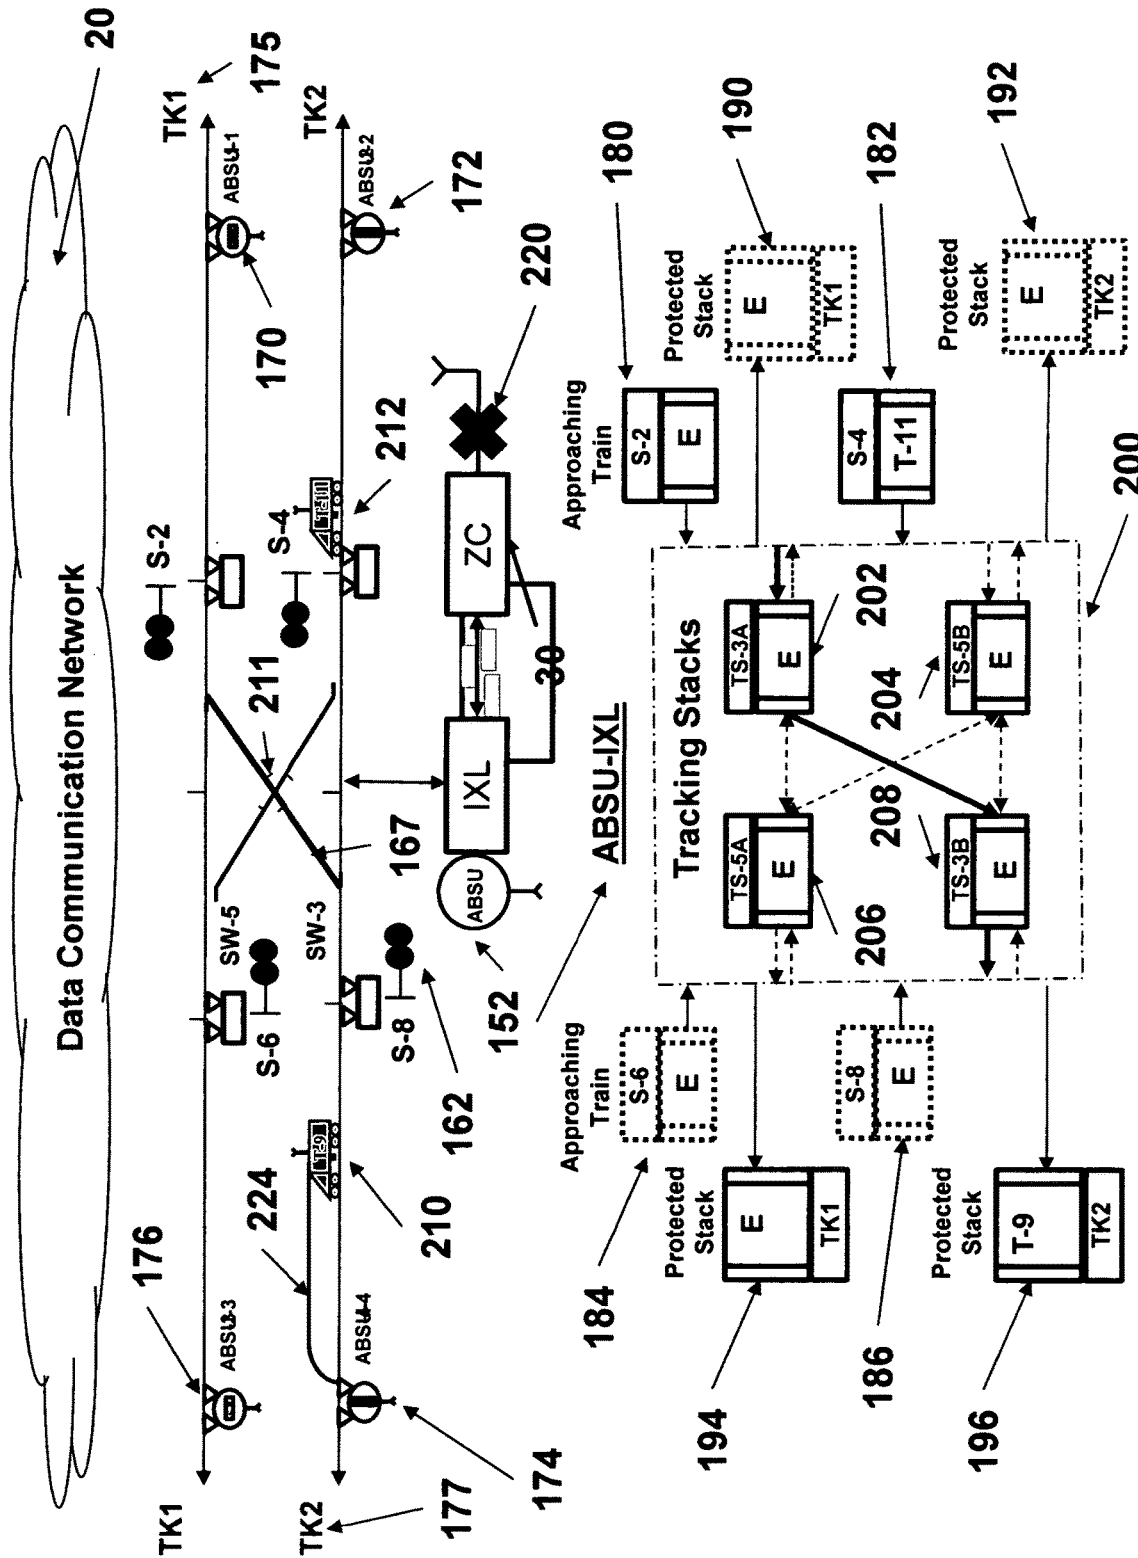 Data Communication Network
20
TK1
TK1
175
TK2
TK2
177
176
ABSU-3
ABSU-1
170
ABSU-4
174
ABSU-2
172
224
T-9
210
SW-5
SW-3
S-6
S-8
162
211
167
S-2
S-4
T-11
212
ABSU
IXL
ZC
30
220
152
ABSU-IXL
Tracking Stacks
TS-5A
E
206
TS-3A
E
202
TS-3B
E
208
TS-5B
E
204
200
Approaching
Train
S-6
E
184
S-8
E
186
Approaching
Train
S-2
E
180
S-4
T-11
182
Protected
Stack
E
TK1
194
Protected
Stack
T-9
TK2
196
Protected
Stack
E
TK1
190
Protected
Stack
E
TK2
192